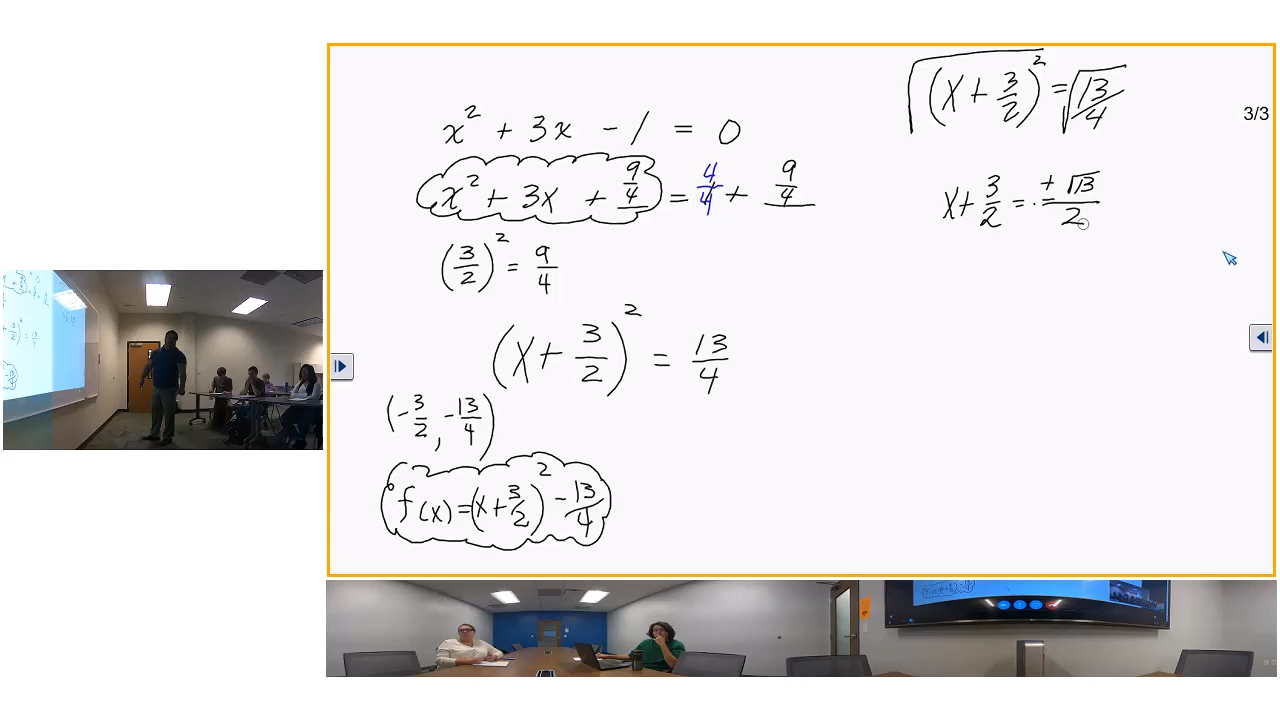 x² + 3x - 1 = 0
x² + 3x + 9/4 = 4/4 + 9/4
(3/2)² = 9/4
(x + 3/2)² = 13/4
(-3/2, -13/4)
f(x) = (x + 3/2)² - 13/4
√(x + 3/2)² = √13/4
x + 3/2 = ± √13/2
3/3